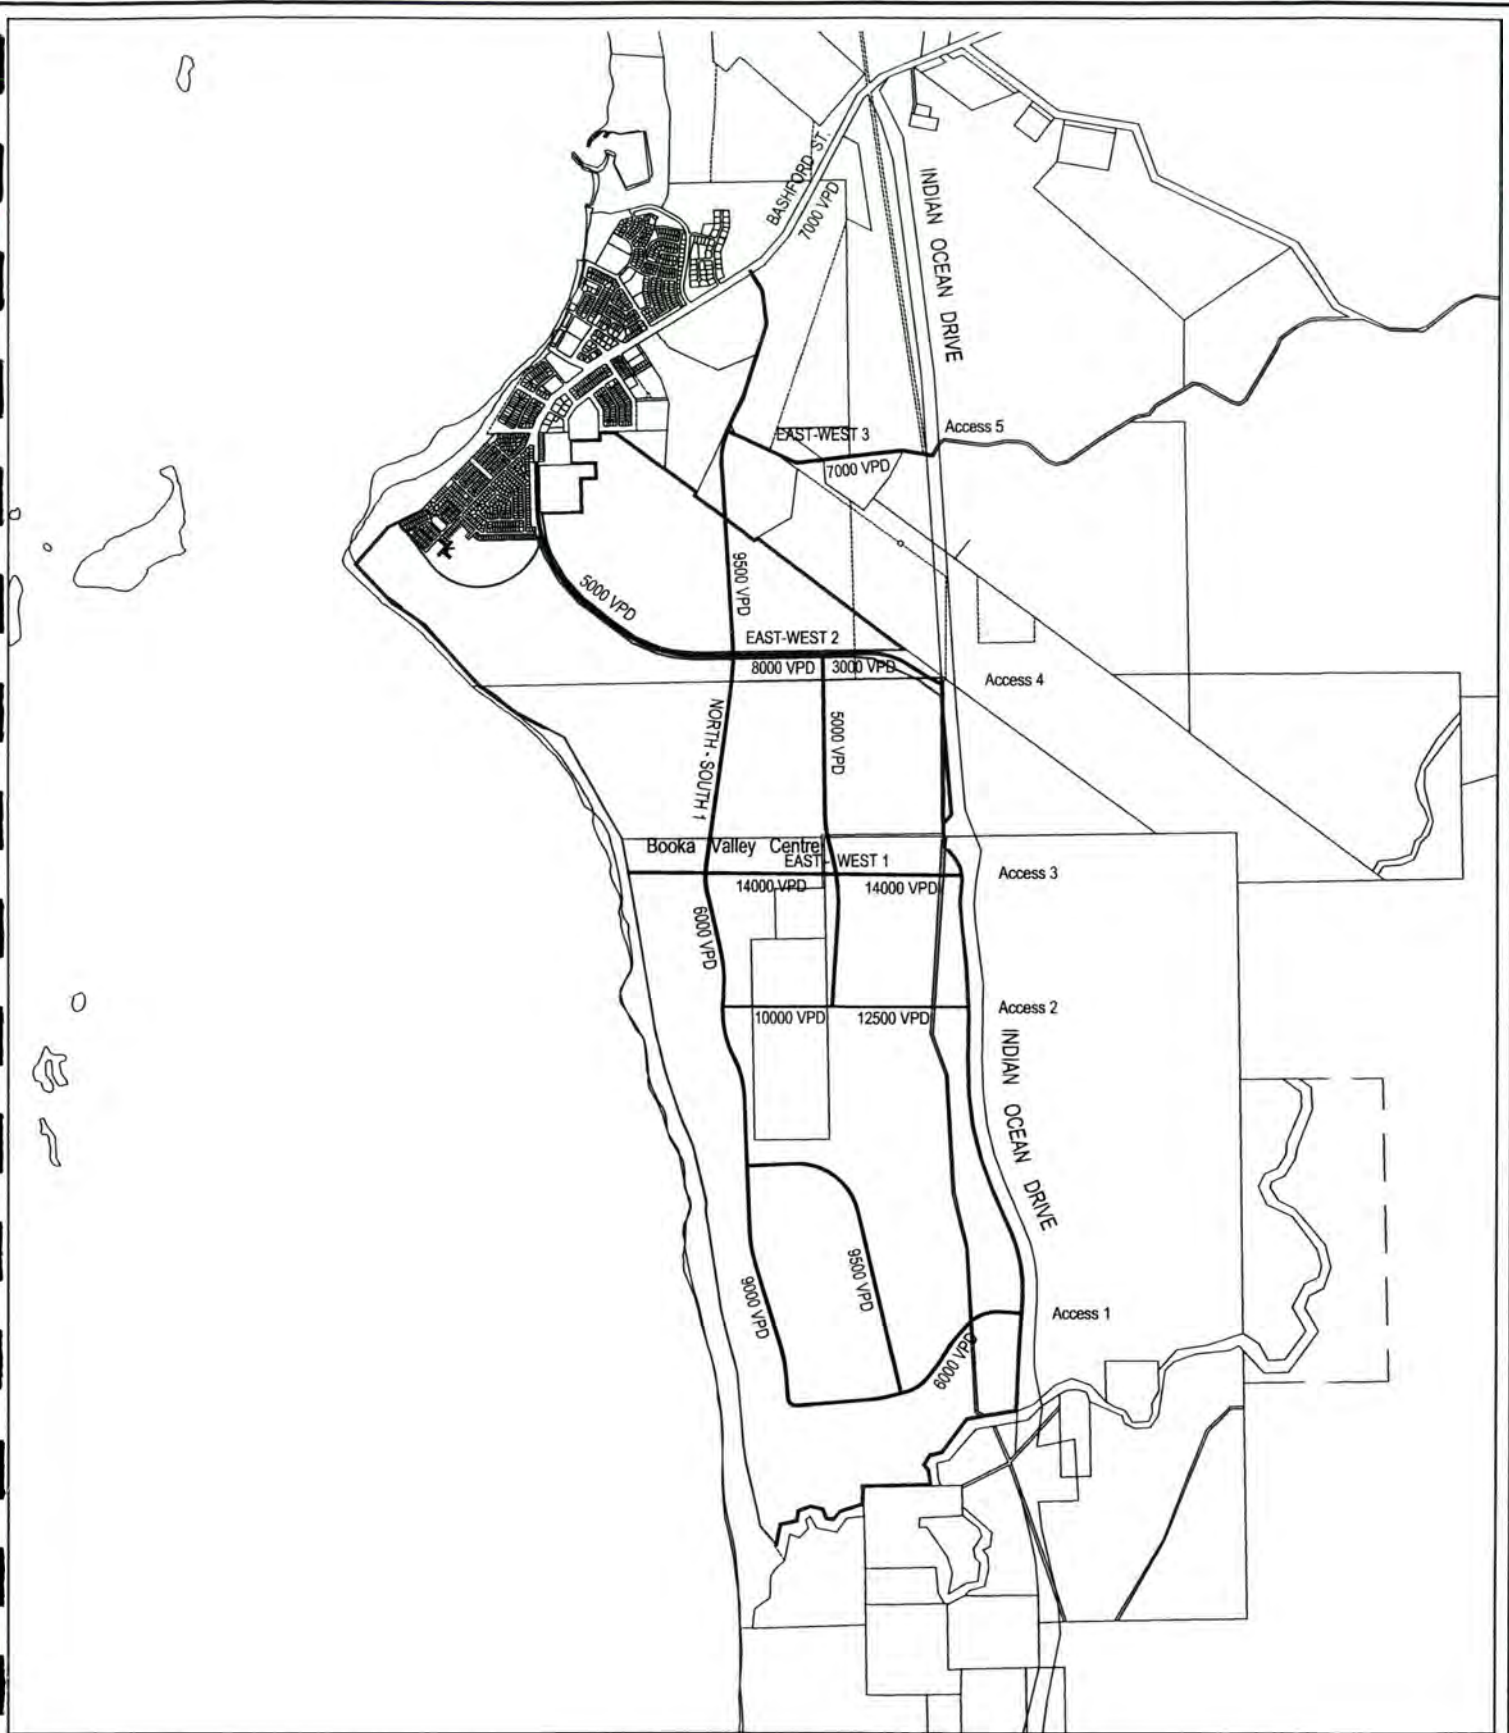 BASHFORD ST.
7000 VPD
INDIAN OCEAN DRIVE
Access 5
EAST-WEST 3
7000 VPD
9500 VPD
5000 VPD
EAST-WEST 2
8000 VPD
3000 VPD
Access 4
NORTH - SOUTH 1
5000 VPD
Booka Valley Centre
EAST - WEST 1
14000 VPD
14000 VPD
Access 3
6000 VPD
10000 VPD
12500 VPD
Access 2
INDIAN OCEAN DRIVE
9000 VPD
9500 VPD
6000 VPD
Access 1